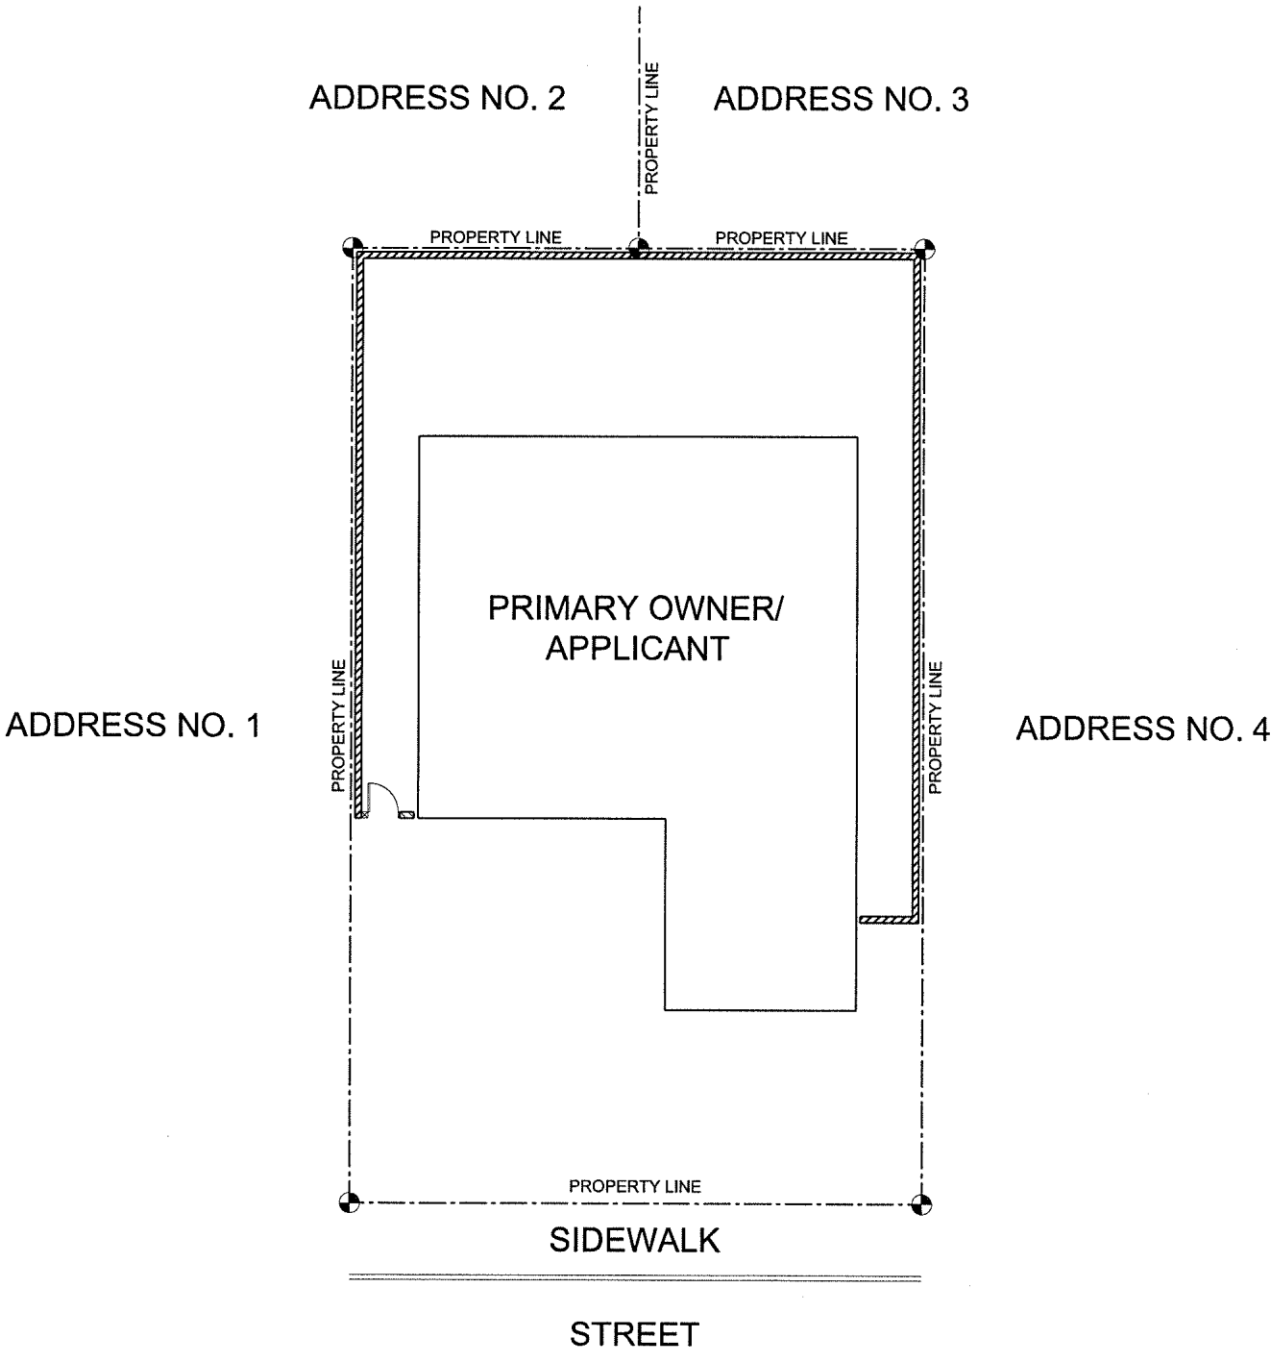 ADDRESS NO. 2
PROPERTY LINE
ADDRESS NO. 3
PROPERTY LINE
PROPERTY LINE
PRIMARY OWNER/
APPLICANT
PROPERTY LINE
PROPERTY LINE
ADDRESS NO. 1
ADDRESS NO. 4
PROPERTY LINE
SIDEWALK
STREET